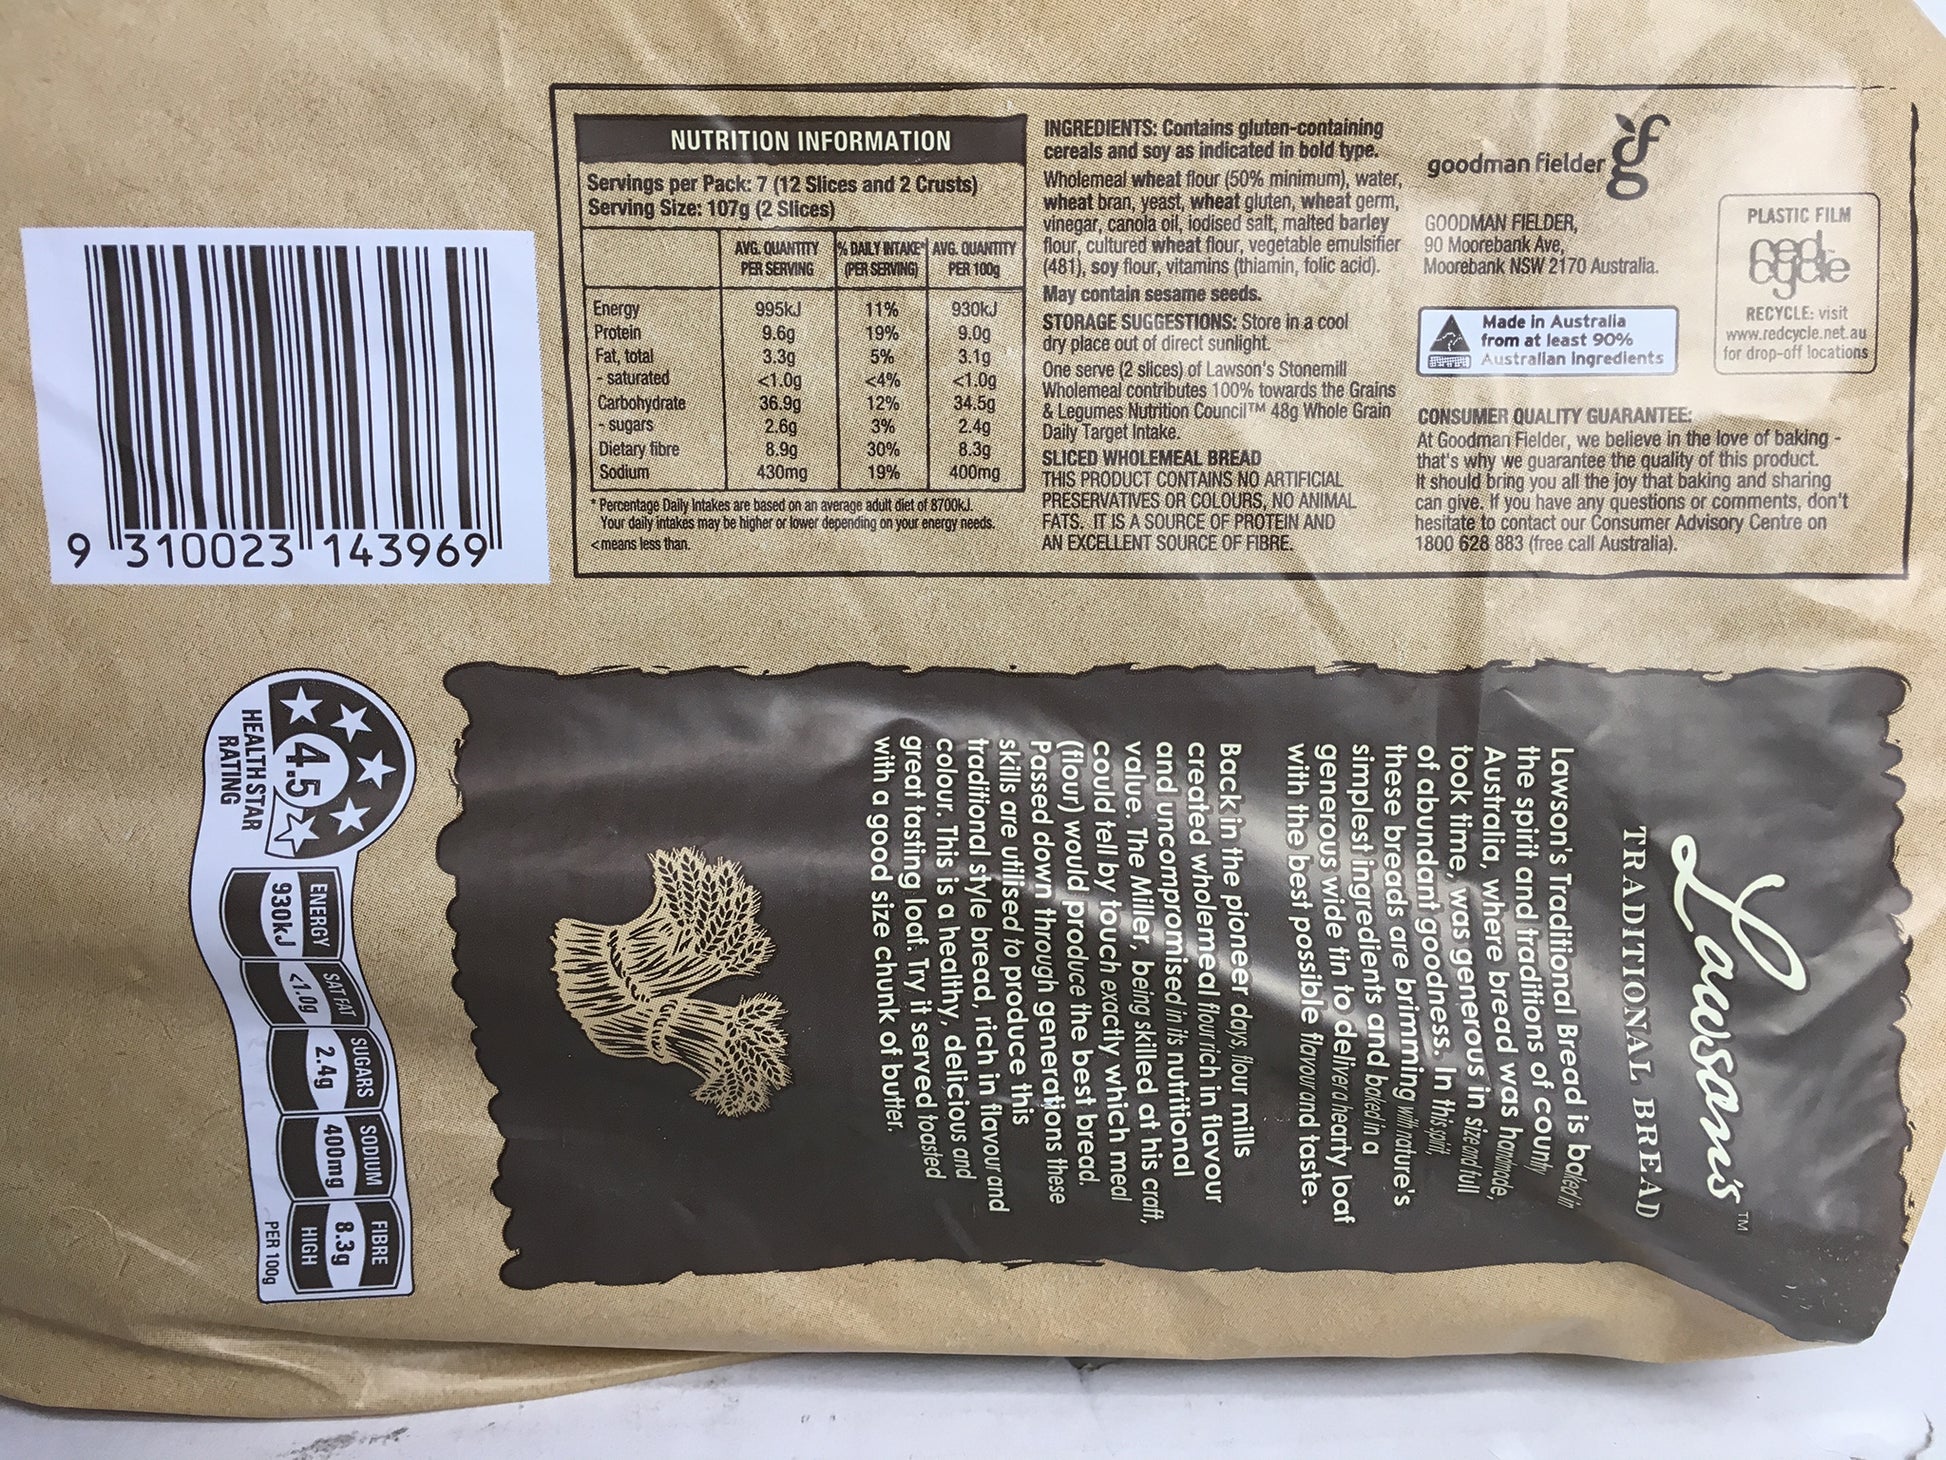 NUTRITION INFORMATION
Servings per Pack: 7 (12 Slices and 2 Crusts)
Serving Size: 107g (2 Slices)
AVG. QUANTITY PER SERVING % DAILY INTAKE* (PER SERVING) AVG. QUANTITY PER 100g
Energy 995kJ 11% 930kJ
Protein 9.6g 19% 9.0g
Fat, total 3.3g 5% 3.1g
- saturated <1.0g <4% <1.0g
Carbohydrate 36.9g 12% 34.5g
- sugars 2.6g 3% 2.4g
Dietary fibre 8.9g 30% 8.3g
Sodium 430mg 19% 400mg
* Percentage Daily Intakes are based on an average adult diet of 8700kJ.
Your daily intakes may be higher or lower depending on your energy needs.
<means less than.
INGREDIENTS: Contains gluten-containing
cereals and soy as indicated in bold type.
Wholemeal wheat flour (50% minimum), water,
wheat bran, yeast, wheat gluten, wheat germ,
vinegar, canola oil, iodised salt, malted barley
flour, cultured wheat flour, vegetable emulsifier
(481), soy flour, vitamins (thiamin, folic acid).
May contain sesame seeds.
STORAGE SUGGESTIONS: Store in a cool
dry place out of direct sunlight.
One serve (2 slices) of Lawson's Stonemill
Wholemeal contributes 100% towards the Grains
& Legumes Nutrition Council™ 48g Whole Grain
Daily Target Intake.
SLICED WHOLEMEAL BREAD
THIS PRODUCT CONTAINS NO ARTIFICIAL
PRESERVATIVES OR COLOURS, NO ANIMAL
FATS. IT IS A SOURCE OF PROTEIN AND
AN EXCELLENT SOURCE OF FIBRE.
goodman fielder gf
GOODMAN FIELDER,
90 Moorebank Ave,
Moorebank NSW 2170 Australia.
Made in Australia
from at least 90%
Australian ingredients
PLASTIC FILM
red
cycle
RECYCLE: visit
www.redcycle.net.au
for drop-off locations
CONSUMER QUALITY GUARANTEE:
At Goodman Fielder, we believe in the love of baking -
that's why we guarantee the quality of this product.
It should bring you all the joy that baking and sharing
can give. If you have any questions or comments, don't
hesitate to contact our Consumer Advisory Centre on
1800 628 883 (free call Australia).
9 310023 143969
Lawson's™
TRADITIONAL BREAD
Lawson's Traditional Bread is baked in
the spirit and traditions of country
Australia, where bread was handmade,
took time, was generous in size and full
of abundant goodness. In this spirit,
these breads are brimming with nature's
simplest ingredients and baked in a
generous wide tin to deliver a hearty loaf
with the best possible flavour and taste.
Back in the pioneer days, flour mills
created wholemeal flour rich in flavour
and uncompromised in its nutritional
value. The Miller, being skilled at his craft,
could tell by touch exactly which meal
(flour) would produce the best bread.
Passed down through generations these
skills are utilised to produce this
traditional style bread, rich in flavour and
colour. This is a healthy, delicious and
great tasting loaf. Try it served toasted
with a good size chunk of butter.
4.5
HEALTH STAR
RATING
ENERGY
930kJ
SAT FAT
<1.0g
SUGARS
2.4g
SODIUM
400mg
FIBRE
8.3g
HIGH
PER 100g